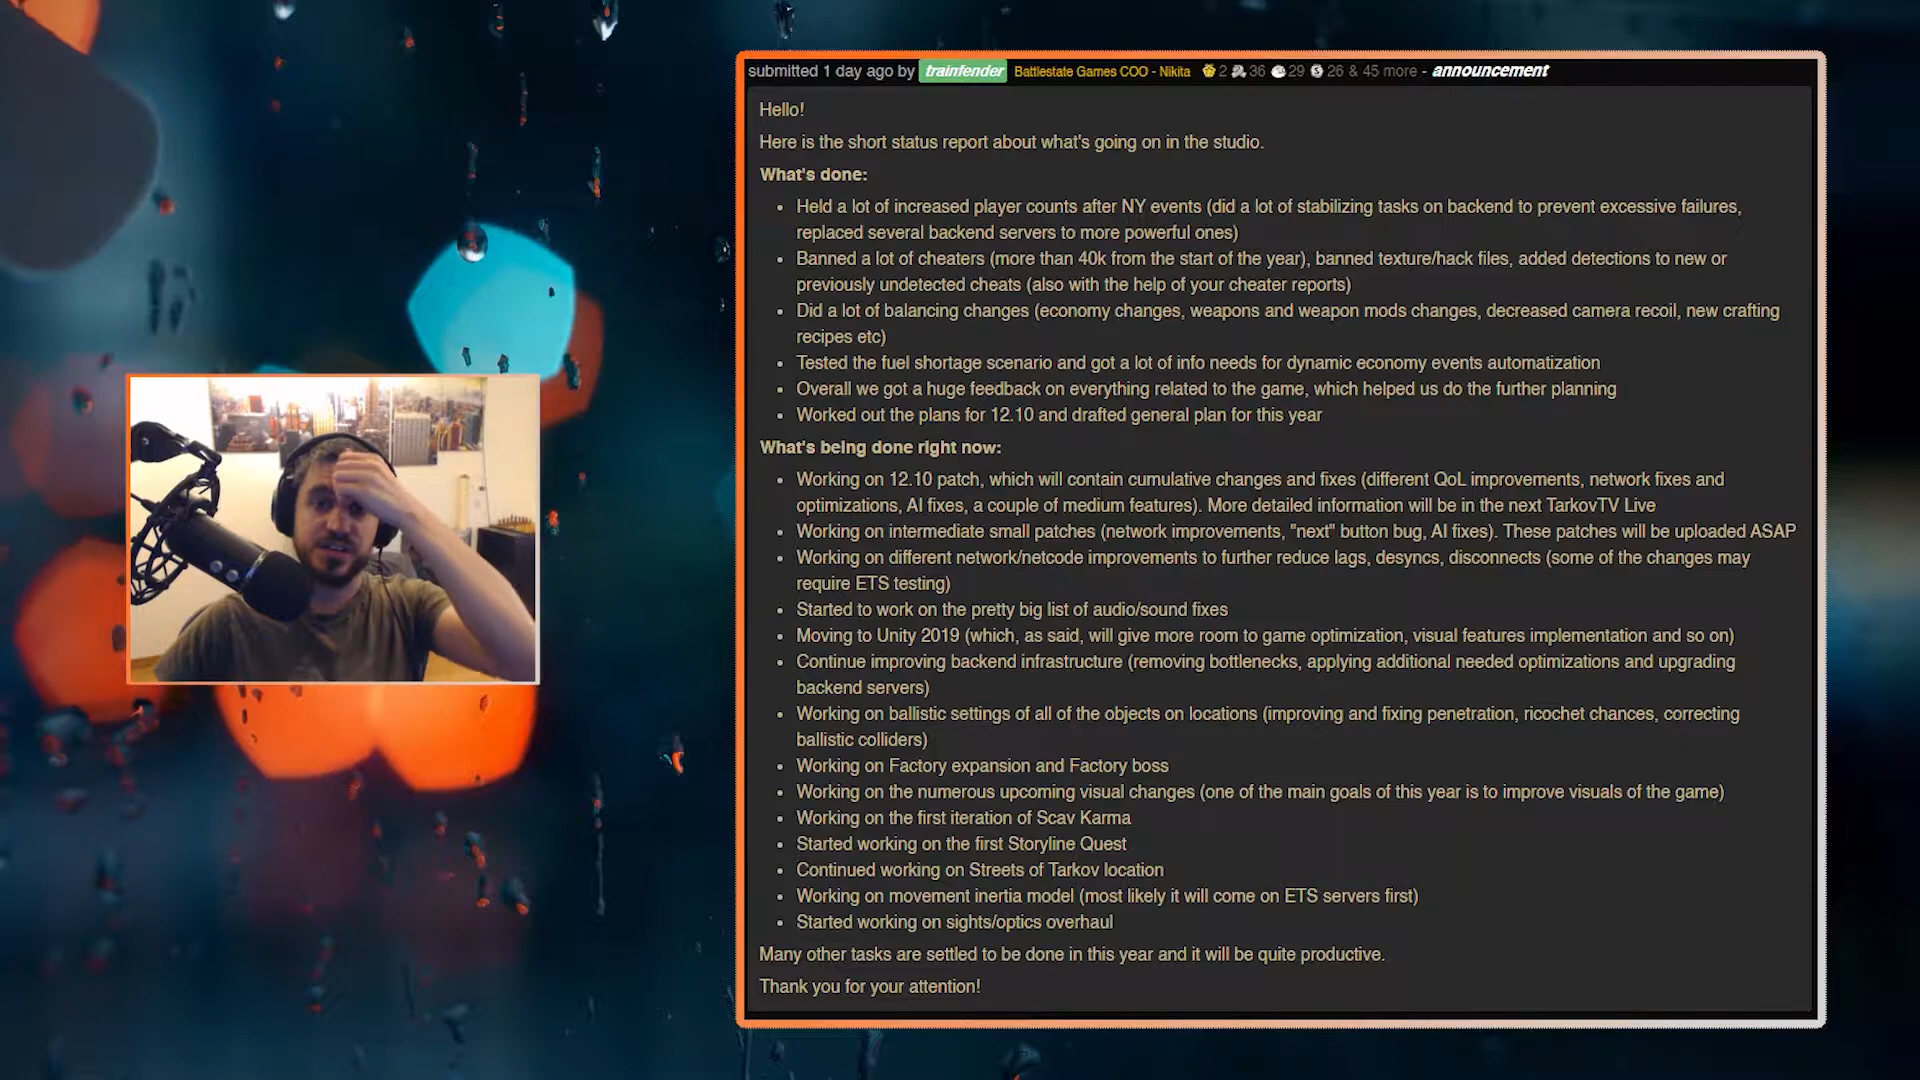 submitted 1 day ago by trainfender Battlestate Games COO - Nikita 2 36 29 26 & 45 more - announcement
Hello!
Here is the short status report about what's going on in the studio.
What's done:
Held a lot of increased player counts after NY events (did a lot of stabilizing tasks on backend to prevent excessive failures,
replaced several backend servers to more powerful ones)
Banned a lot of cheaters (more than 40k from the start of the year), banned texture/hack files, added detections to new or
previously undetected cheats (also with the help of your cheater reports)
Did a lot of balancing changes (economy changes, weapons and weapon mods changes, decreased camera recoil, new crafting
recipes etc)
Tested the fuel shortage scenario and got a lot of info needs for dynamic economy events automatization
Overall we got a huge feedback on everything related to the game, which helped us do the further planning
Worked out the plans for 12.10 and drafted general plan for this year
What's being done right now:
Working on 12.10 patch, which will contain cumulative changes and fixes (different QoL improvements, network fixes and
optimizations, AI fixes, a couple of medium features). More detailed information will be in the next TarkovTV Live
Working on intermediate small patches (network improvements, "next" button bug, AI fixes). These patches will be uploaded ASAP
Working on different network/netcode improvements to further reduce lags, desyncs, disconnects (some of the changes may
require ETS testing)
Started to work on the pretty big list of audio/sound fixes
Moving to Unity 2019 (which, as said, will give more room to game optimization, visual features implementation and so on)
Continue improving backend infrastructure (removing bottlenecks, applying additional needed optimizations and upgrading
backend servers)
Working on ballistic settings of all of the objects on locations (improving and fixing penetration, ricochet chances, correcting
ballistic colliders)
Working on Factory expansion and Factory boss
Working on the numerous upcoming visual changes (one of the main goals of this year is to improve visuals of the game)
Working on the first iteration of Scav Karma
Started working on the first Storyline Quest
Continued working on Streets of Tarkov location
Working on movement inertia model (most likely it will come on ETS servers first)
Started working on sights/optics overhaul
Many other tasks are settled to be done in this year and it will be quite productive.
Thank you for your attention!